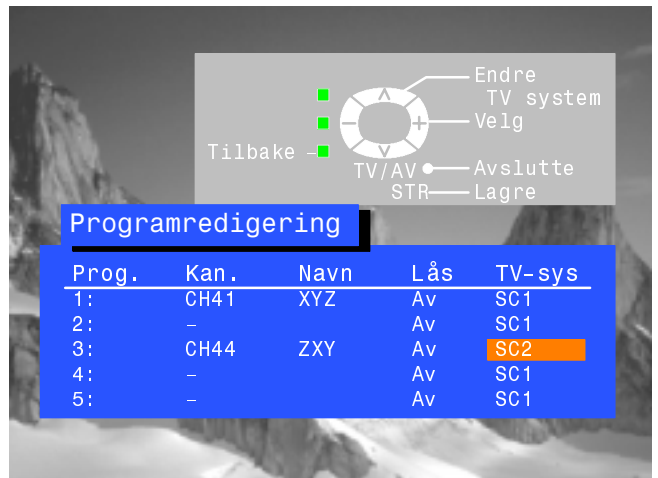 Endre
TV system
Velg
Tilbake
TV/AV Avslutte
STR Lagre
Programredigering
Prog. Kan. Navn Lås TV-sys
1: CH41 XYZ Av SC1
2: – Av SC1
3: CH44 ZXY Av SC2
4: – Av SC1
5: – Av SC1